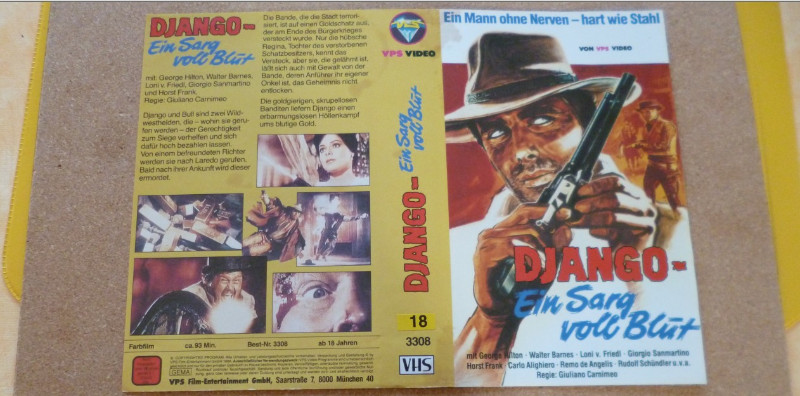 DJANGO-
Ein Sarg
voll Blut
mit George Hilton, Walter Barnes,
Loni v. Friedl, Giorgio Sanmartino
und Horst Frank.
Regie: Giuliano Carnimeo
Django und Bull sind zwei Wild-
westhelden, die – wohin sie geru-
fen werden – der Gerechtigkeit
zum Siege verhelfen und sich
dafür hoch bezahlen lassen.
Von einem befreundeten Richter
werden sie nach Laredo gerufen.
Bald nach ihrer Ankunft wird dieser
ermordet.
Die Bande, die die Stadt terrori-
siert, ist auf einen Goldschatz aus,
der am Ende des Bürgerkrieges
versteckt wurde. Nur die hübsche
Regina, Tochter des verstorbenen
Schatzbesitzers, kennt das
Versteck, aber sie, die gelähmt ist,
läßt sich auch mit Gewalt von der
Bande, deren Anführer ihr eigener
Onkel ist, das Geheimnis nicht
entlocken.
Die goldgierigen, skrupellosen
Banditen liefern Django einen
erbarmungslosen Höllenkampf
ums blutige Gold.
Farbfilm ca. 93 Min. Best-Nr. 3308 ab 18 Jahren
GEMA
VPS Film-Entertainment GmbH, Saarstraße 7, 8000 München 40
VPS
VPS VIDEO
DJANGO-
Ein Sarg
voll Blut
18
3308
VHS
Ein Mann ohne Nerven – hart wie Stahl
VON VPS VIDEO
DJANGO-
Ein Sarg
voll Blut
mit George Hilton · Walter Barnes · Loni v. Friedl · Giorgio Sanmartino
Horst Frank · Carlo Alighiero · Remo de Angelis · Rudolf Schündler u.v.a.
Regie: Giuliano Carnimeo